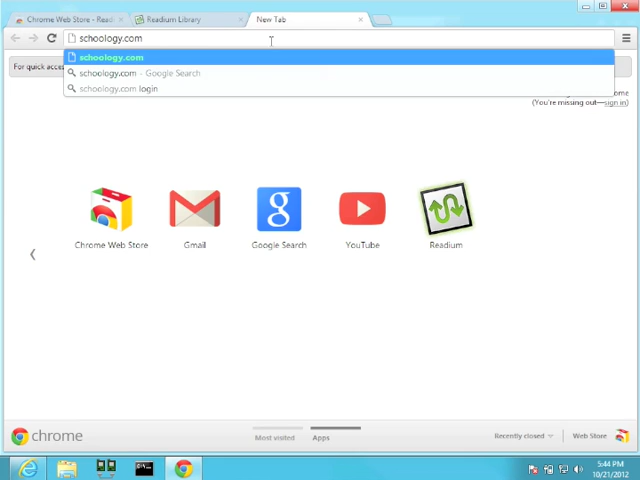 Chrome Web Store - Readi
Readium Library
New Tab
schoology.com
schoology.com
For quick acces
schoology.com - Google Search
schoology.com login
ome
(You're missing out—sign in)
Chrome Web Store
Gmail
Google Search
YouTube
Readium
chrome
Most visited
Apps
Recently closed
Web Store
5:44 PM
10/21/2012